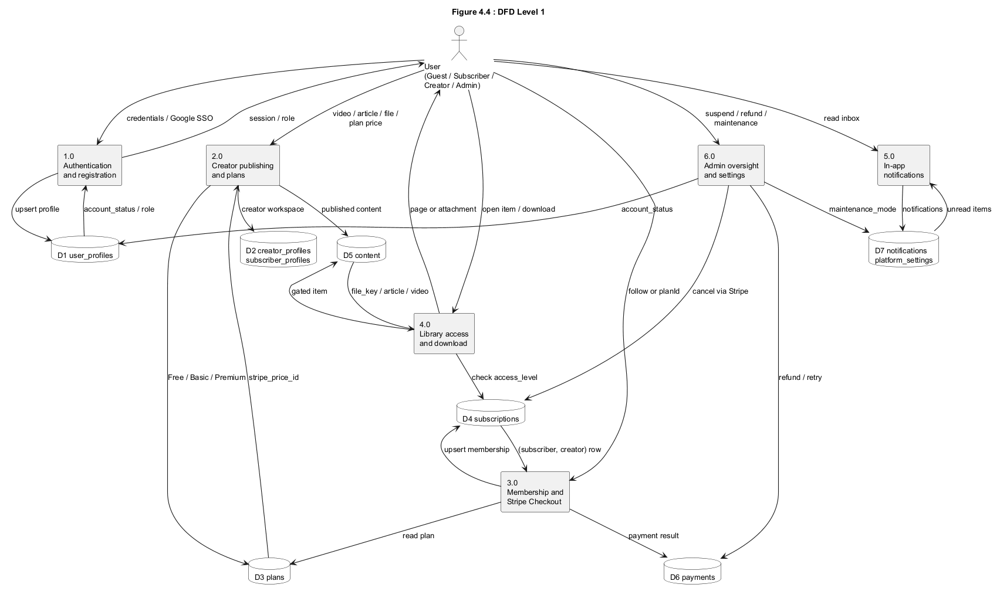 Figure 4.4 : DFD Level 1
User
(Guest / Subscriber /
Creator / Admin)
credentials / Google SSO
session / role
video / article / file /
plan price
suspend / refund /
maintenance
read inbox
1.0
Authentication
and registration
2.0
Creator publishing
and plans
6.0
Admin oversight
and settings
5.0
In-app
notifications
upsert profile
account_status / role
creator workspace
published content
page or attachment
open item / download
account_status
maintenance_mode
notifications
unread items
D1 user_profiles
D2 creator_profiles
subscriber_profiles
D5 content
D7 notifications
platform_settings
gated item
file_key / article / video
follow or planId
cancel via Stripe
4.0
Library access
and download
Free / Basic / Premium
stripe_price_id
check access_level
refund / retry
D4 subscriptions
upsert membership
(subscriber, creator) row
3.0
Membership and
Stripe Checkout
read plan
payment result
D3 plans
D6 payments